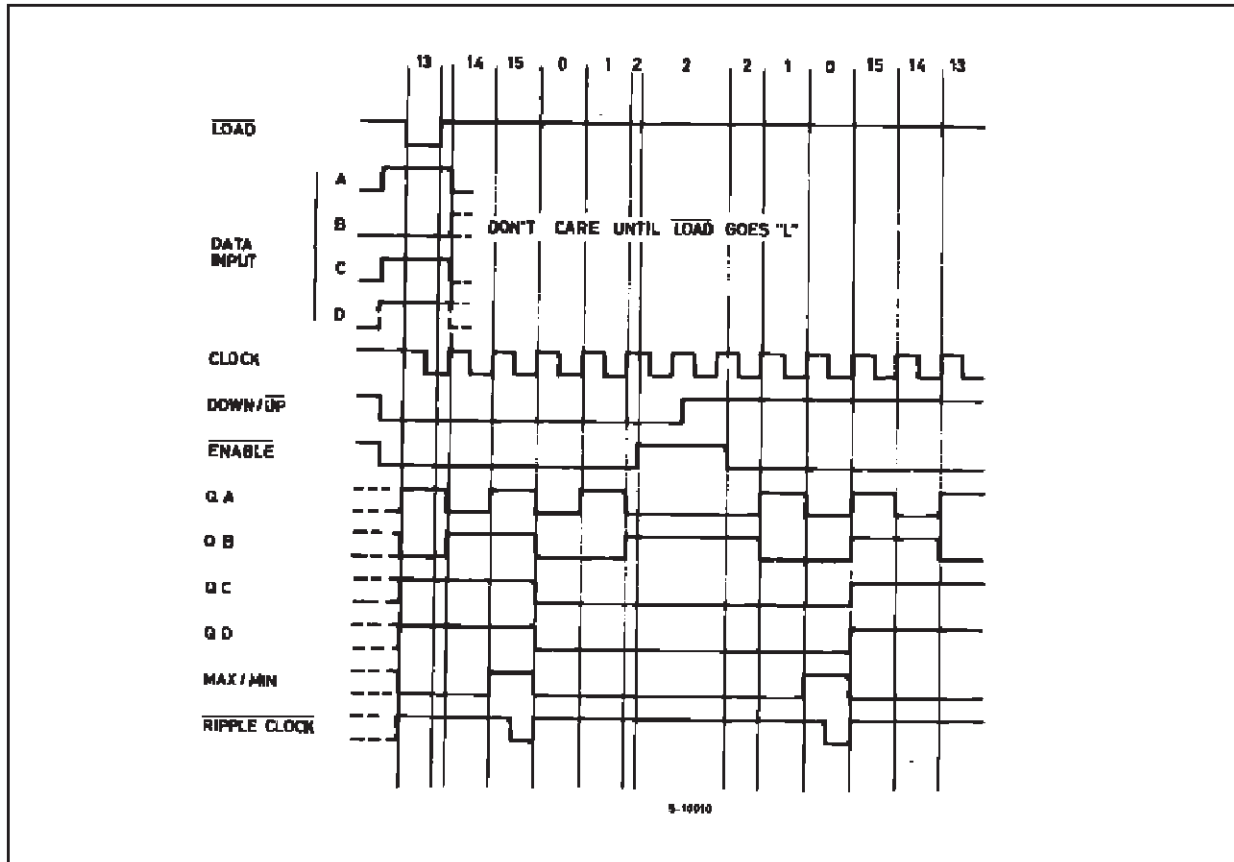 13 14 15 0 1 2 2 2 1 0 15 14 13
LOAD
A
B
DON'T CARE UNTIL LOAD GOES "L"
DATA
INPUT
C
D
CLOCK
DOWN/UP
ENABLE
Q A
Q B
Q C
Q D
MAX/MIN
RIPPLE CLOCK
S-10010